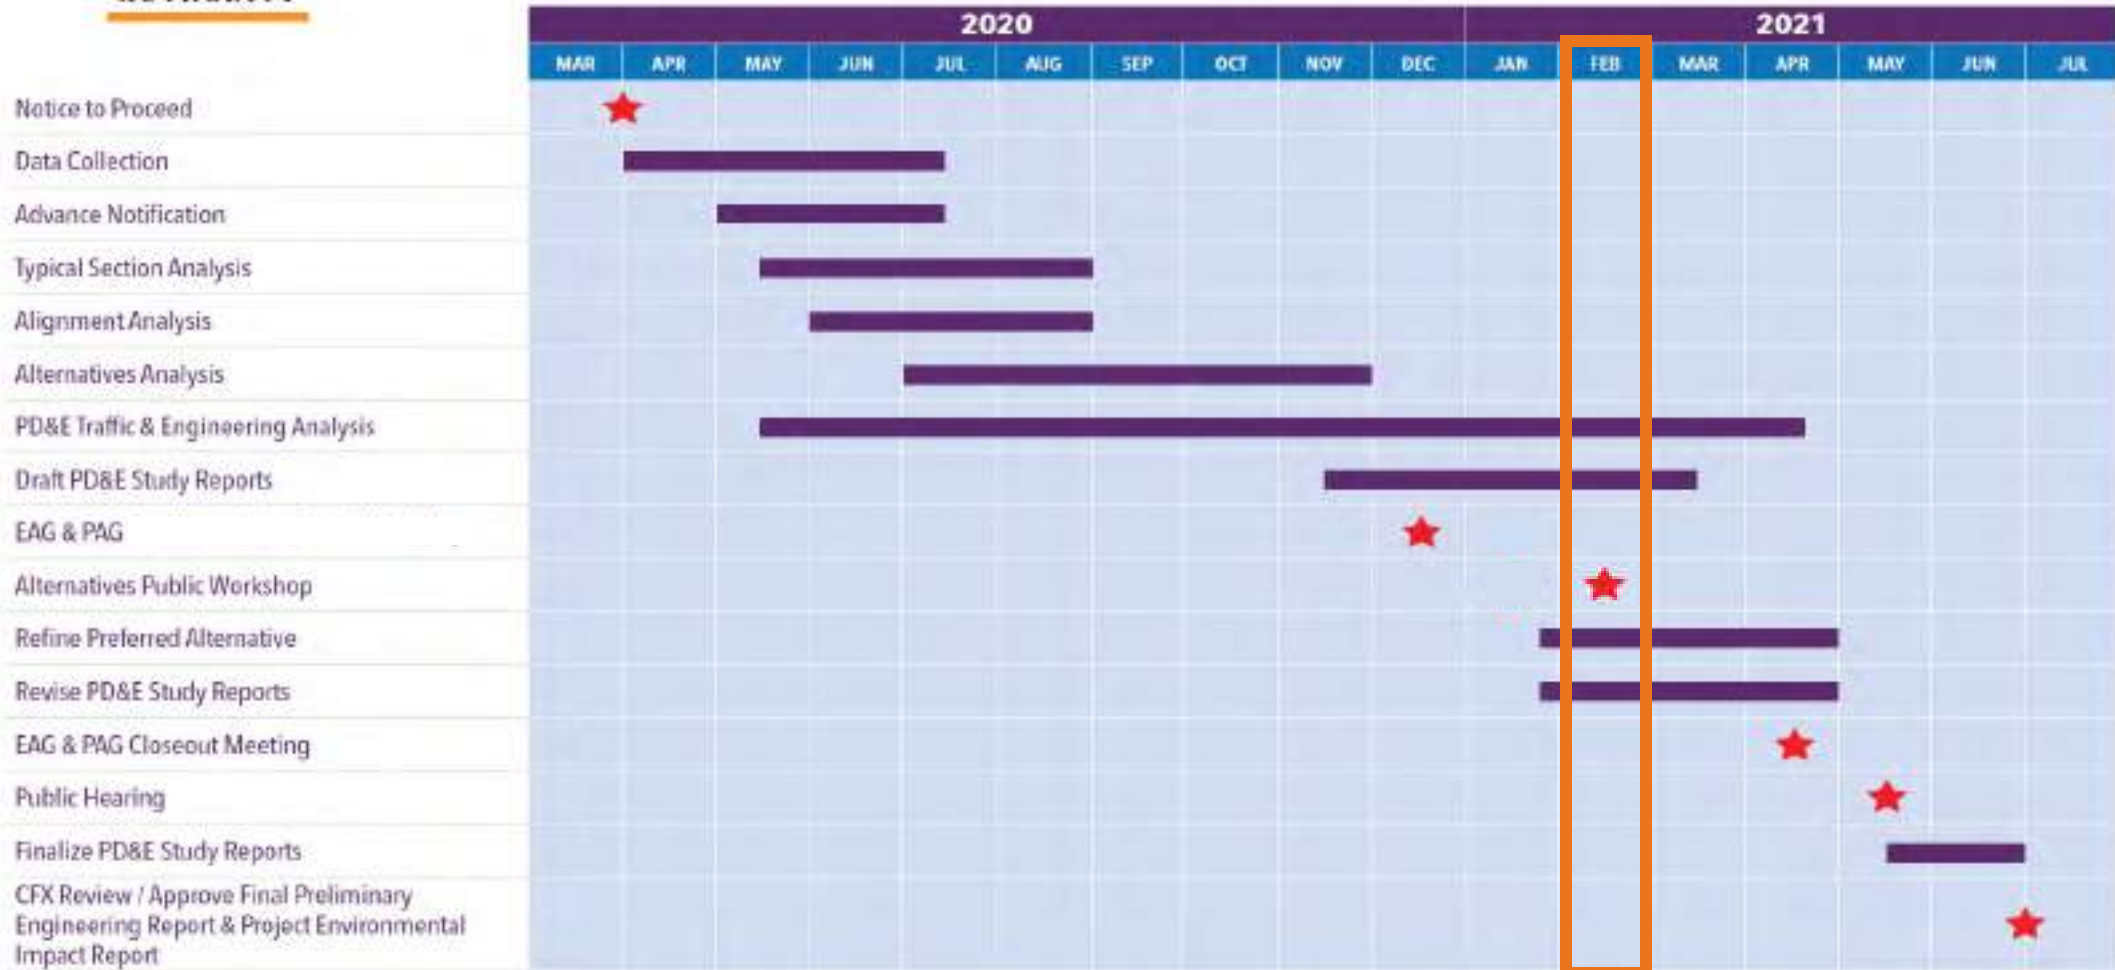 2020 2021
MAR APR MAY JUN JUL AUG SEP OCT NOV DEC JAN FEB MAR APR MAY JUN JUL
Notice to Proceed
Data Collection
Advance Notification
Typical Section Analysis
Alignment Analysis
Alternatives Analysis
PD&E Traffic & Engineering Analysis
Draft PD&E Study Reports
EAG & PAG
Alternatives Public Workshop
Refine Preferred Alternative
Revise PD&E Study Reports
EAG & PAG Closeout Meeting
Public Hearing
Finalize PD&E Study Reports
CFX Review / Approve Final Preliminary
Engineering Report & Project Environmental
Impact Report